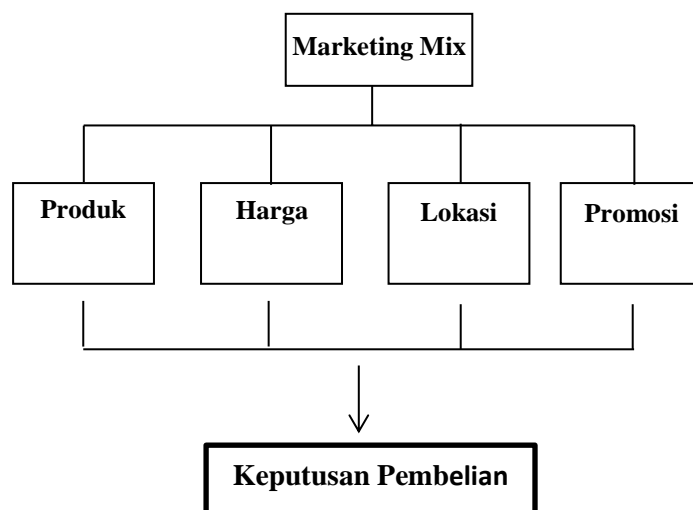 Marketing Mix
Produk
Harga
Lokasi
Promosi
Keputusan Pembelian